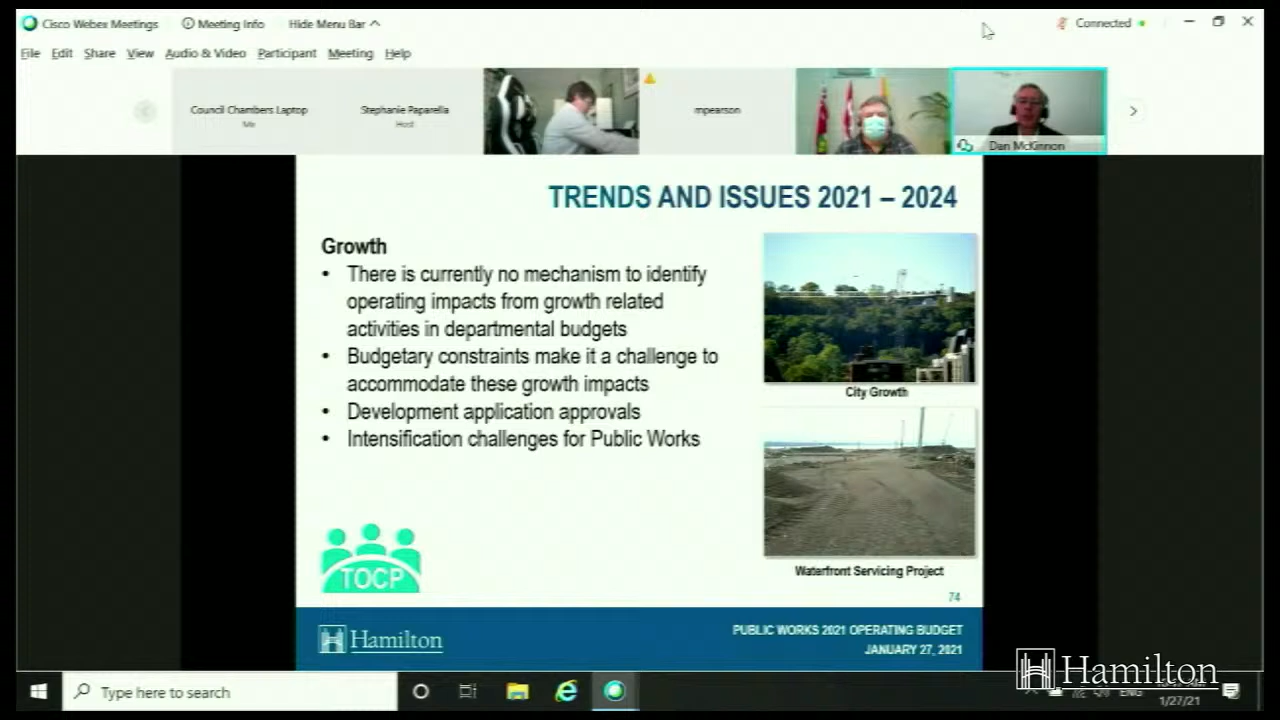 Cisco Webex Meetings
Meeting Info
Hide Menu Bar
Connected
File Edit Share View Audio & Video Participant Meeting Help
Council Chambers Laptop
Me
Stephanie Paparella
Host
mpearson
Dan McKinnon
TRENDS AND ISSUES 2021 – 2024
Growth
• There is currently no mechanism to identify
operating impacts from growth related
activities in departmental budgets
• Budgetary constraints make it a challenge to
accommodate these growth impacts
• Development application approvals
• Intensification challenges for Public Works
City Growth
Waterfront Servicing Project
TOCP
74
Hamilton
PUBLIC WORKS 2021 OPERATING BUDGET
JANUARY 27, 2021
Hamilton
Type here to search
ENG
1/27/21